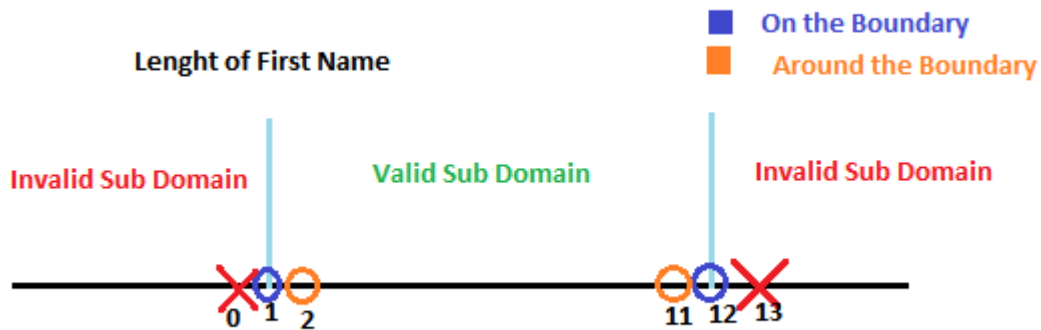 On the Boundary
Lenght of First Name
Around the Boundary
Invalid Sub Domain
Valid Sub Domain
Invalid Sub Domain
0
1
2
11
12
13